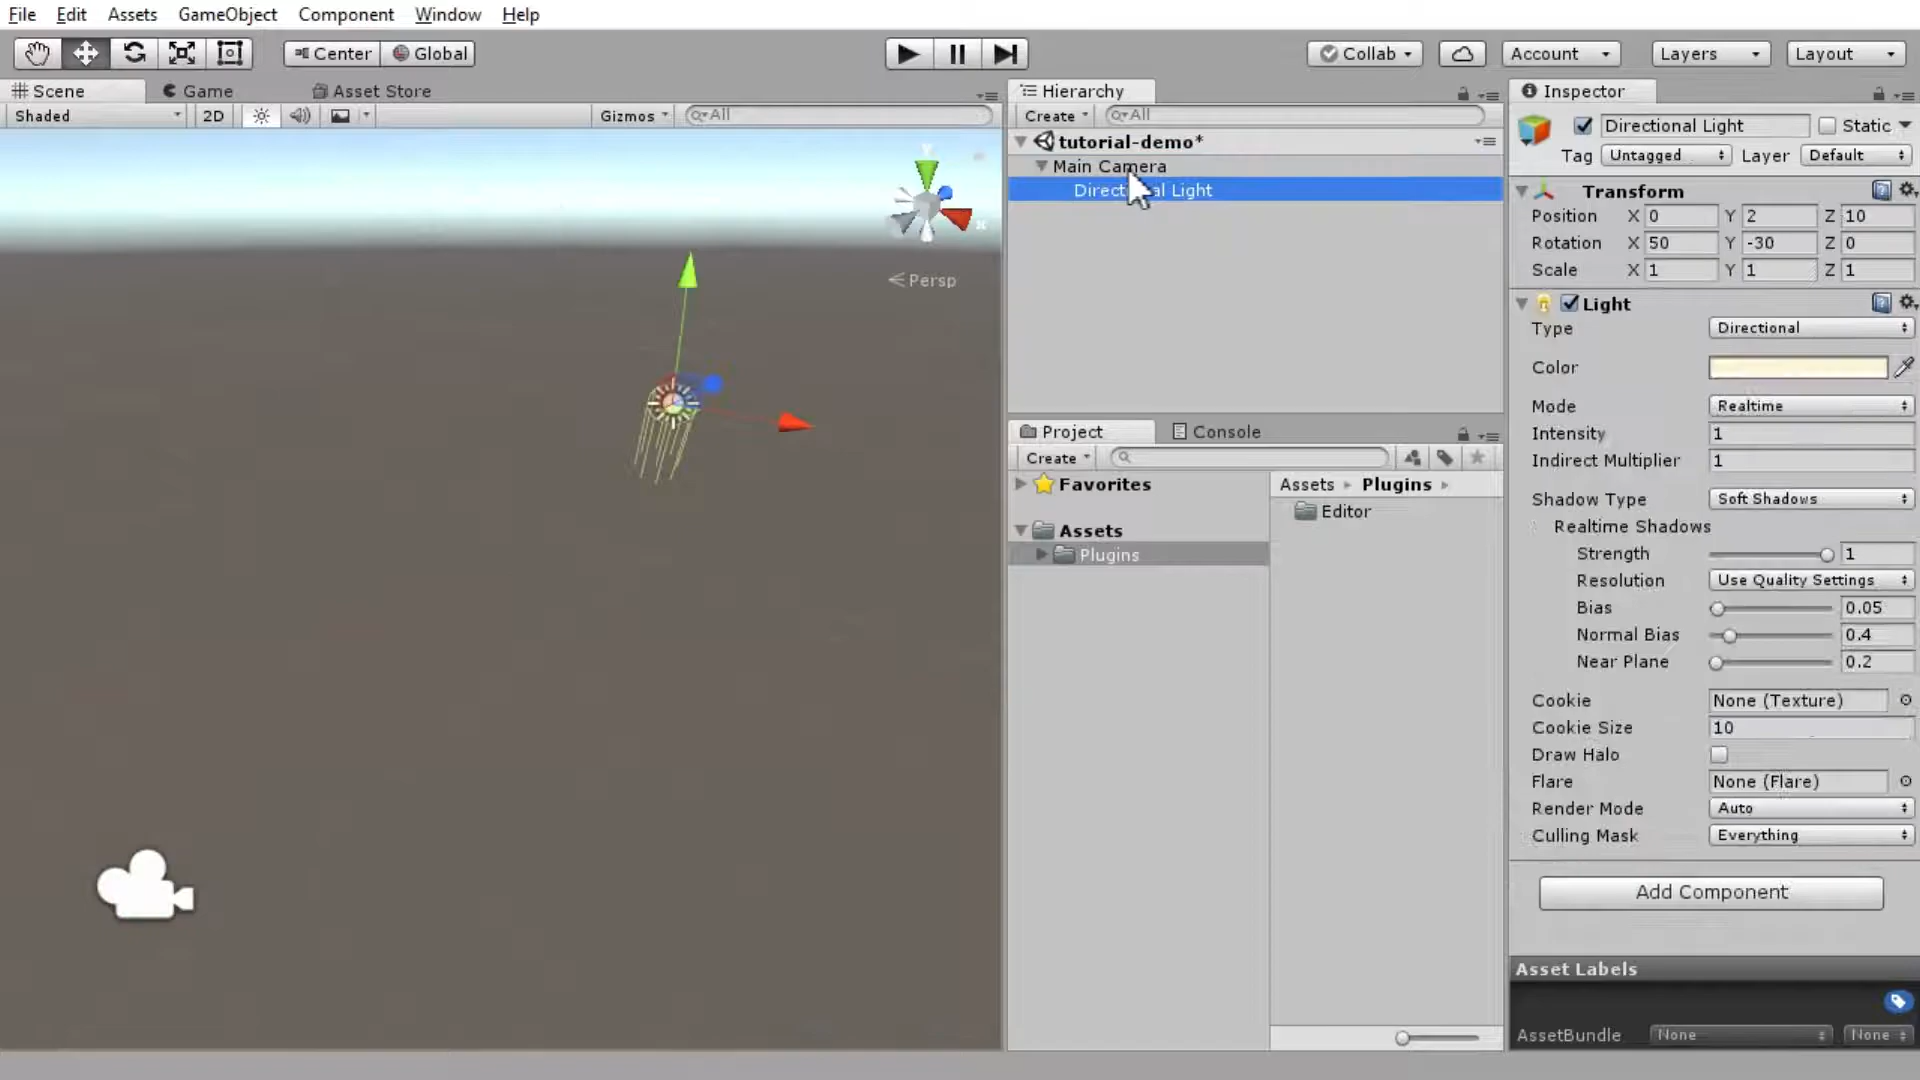 File Edit Assets GameObject Component Window Help
Center Global Collab Account Layers Layout
Scene Game Asset Store
Shaded 2D Gizmos All
Persp
Hierarchy
Create All
tutorial-demo*
Main Camera
Directional Light
Project Console
Create
Favorites
Assets
Plugins
Assets Plugins
Editor
Inspector
Directional Light Static
Tag Untagged Layer Default
Transform
Position X 0 Y 2 Z 10
Rotation X 50 Y -30 Z 0
Scale X 1 Y 1 Z 1
Light
Type Directional
Color
Mode Realtime
Intensity 1
Indirect Multiplier 1
Shadow Type Soft Shadows
Realtime Shadows
Strength 1
Resolution Use Quality Settings
Bias 0.05
Normal Bias 0.4
Near Plane 0.2
Cookie None (Texture)
Cookie Size 10
Draw Halo
Flare None (Flare)
Render Mode Auto
Culling Mask Everything
Add Component
Asset Labels
AssetBundle None None